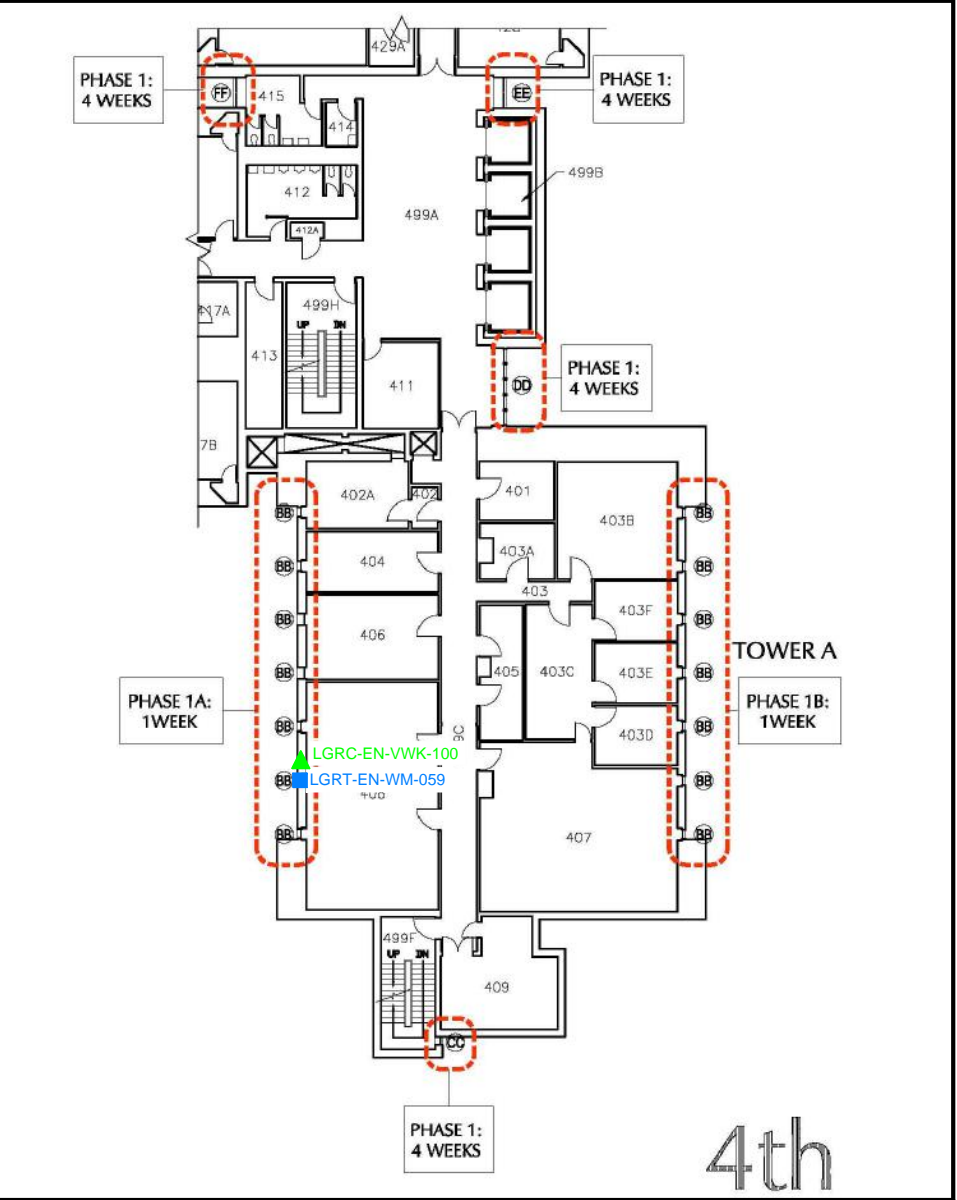 429A
PHASE 1:
4 WEEKS
FF
415
414
EE
PHASE 1:
4 WEEKS
499B
412
499A
412A
417A
499H
UP DN
413
411
DD
PHASE 1:
4 WEEKS
7B
402A
402
401
403B
BB
BB
403A
404
BB
BB
403
403F
BB
BB
406
TOWER A
405
403C
403E
BB
BB
PHASE 1A:
1WEEK
PHASE 1B:
1WEEK
403D
BB
BB
9C
LGRC-EN-VWK-100
LGRT-EN-WM-059
BB
BB
408
407
BB
BB
499F
UP DN
409
CC
PHASE 1:
4 WEEKS
4th